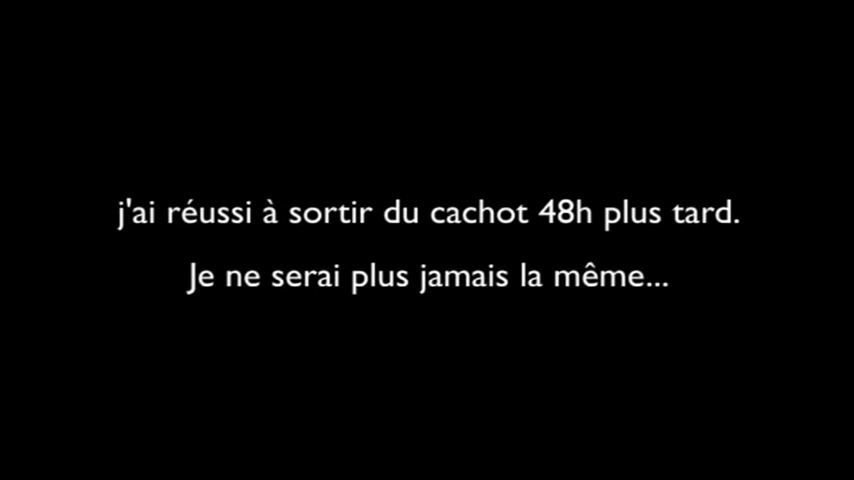 j'ai réussi à sortir du cachot 48h plus tard.
Je ne serai plus jamais la même...